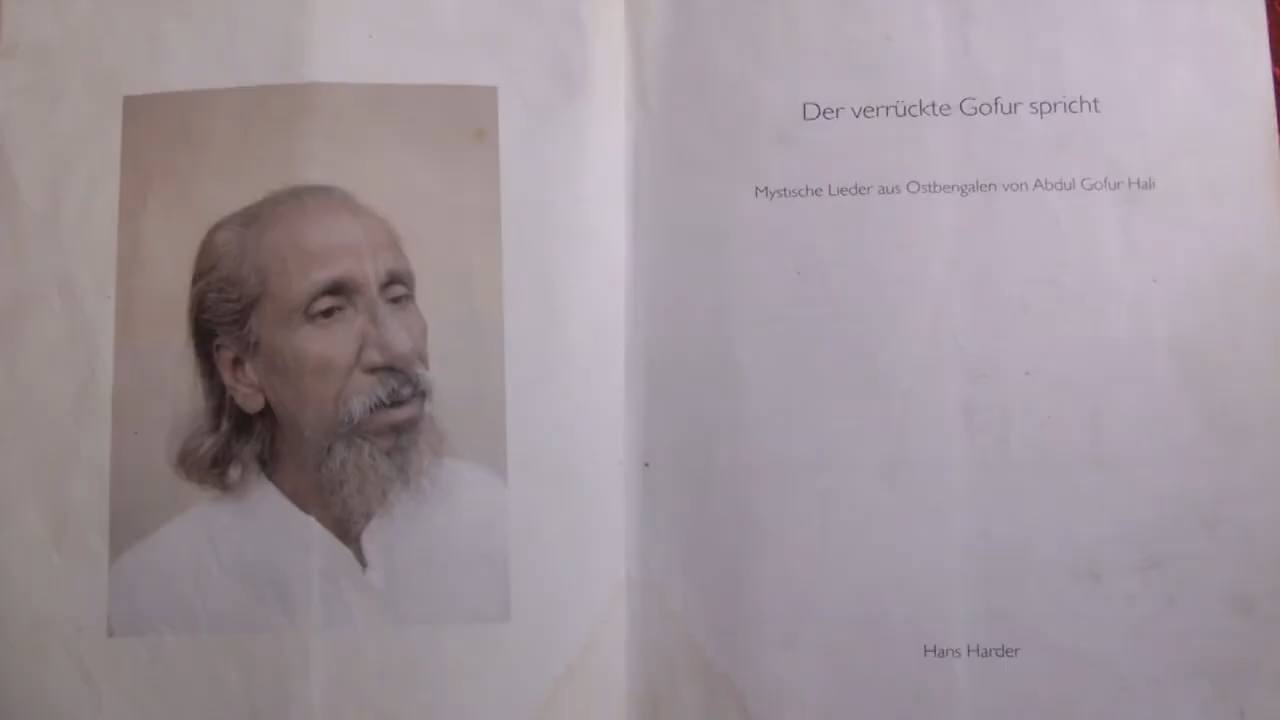 Der verrückte Gofur spricht
Mystische Lieder aus Ostbengalen von Abdul Gofur Hali
Hans Harder